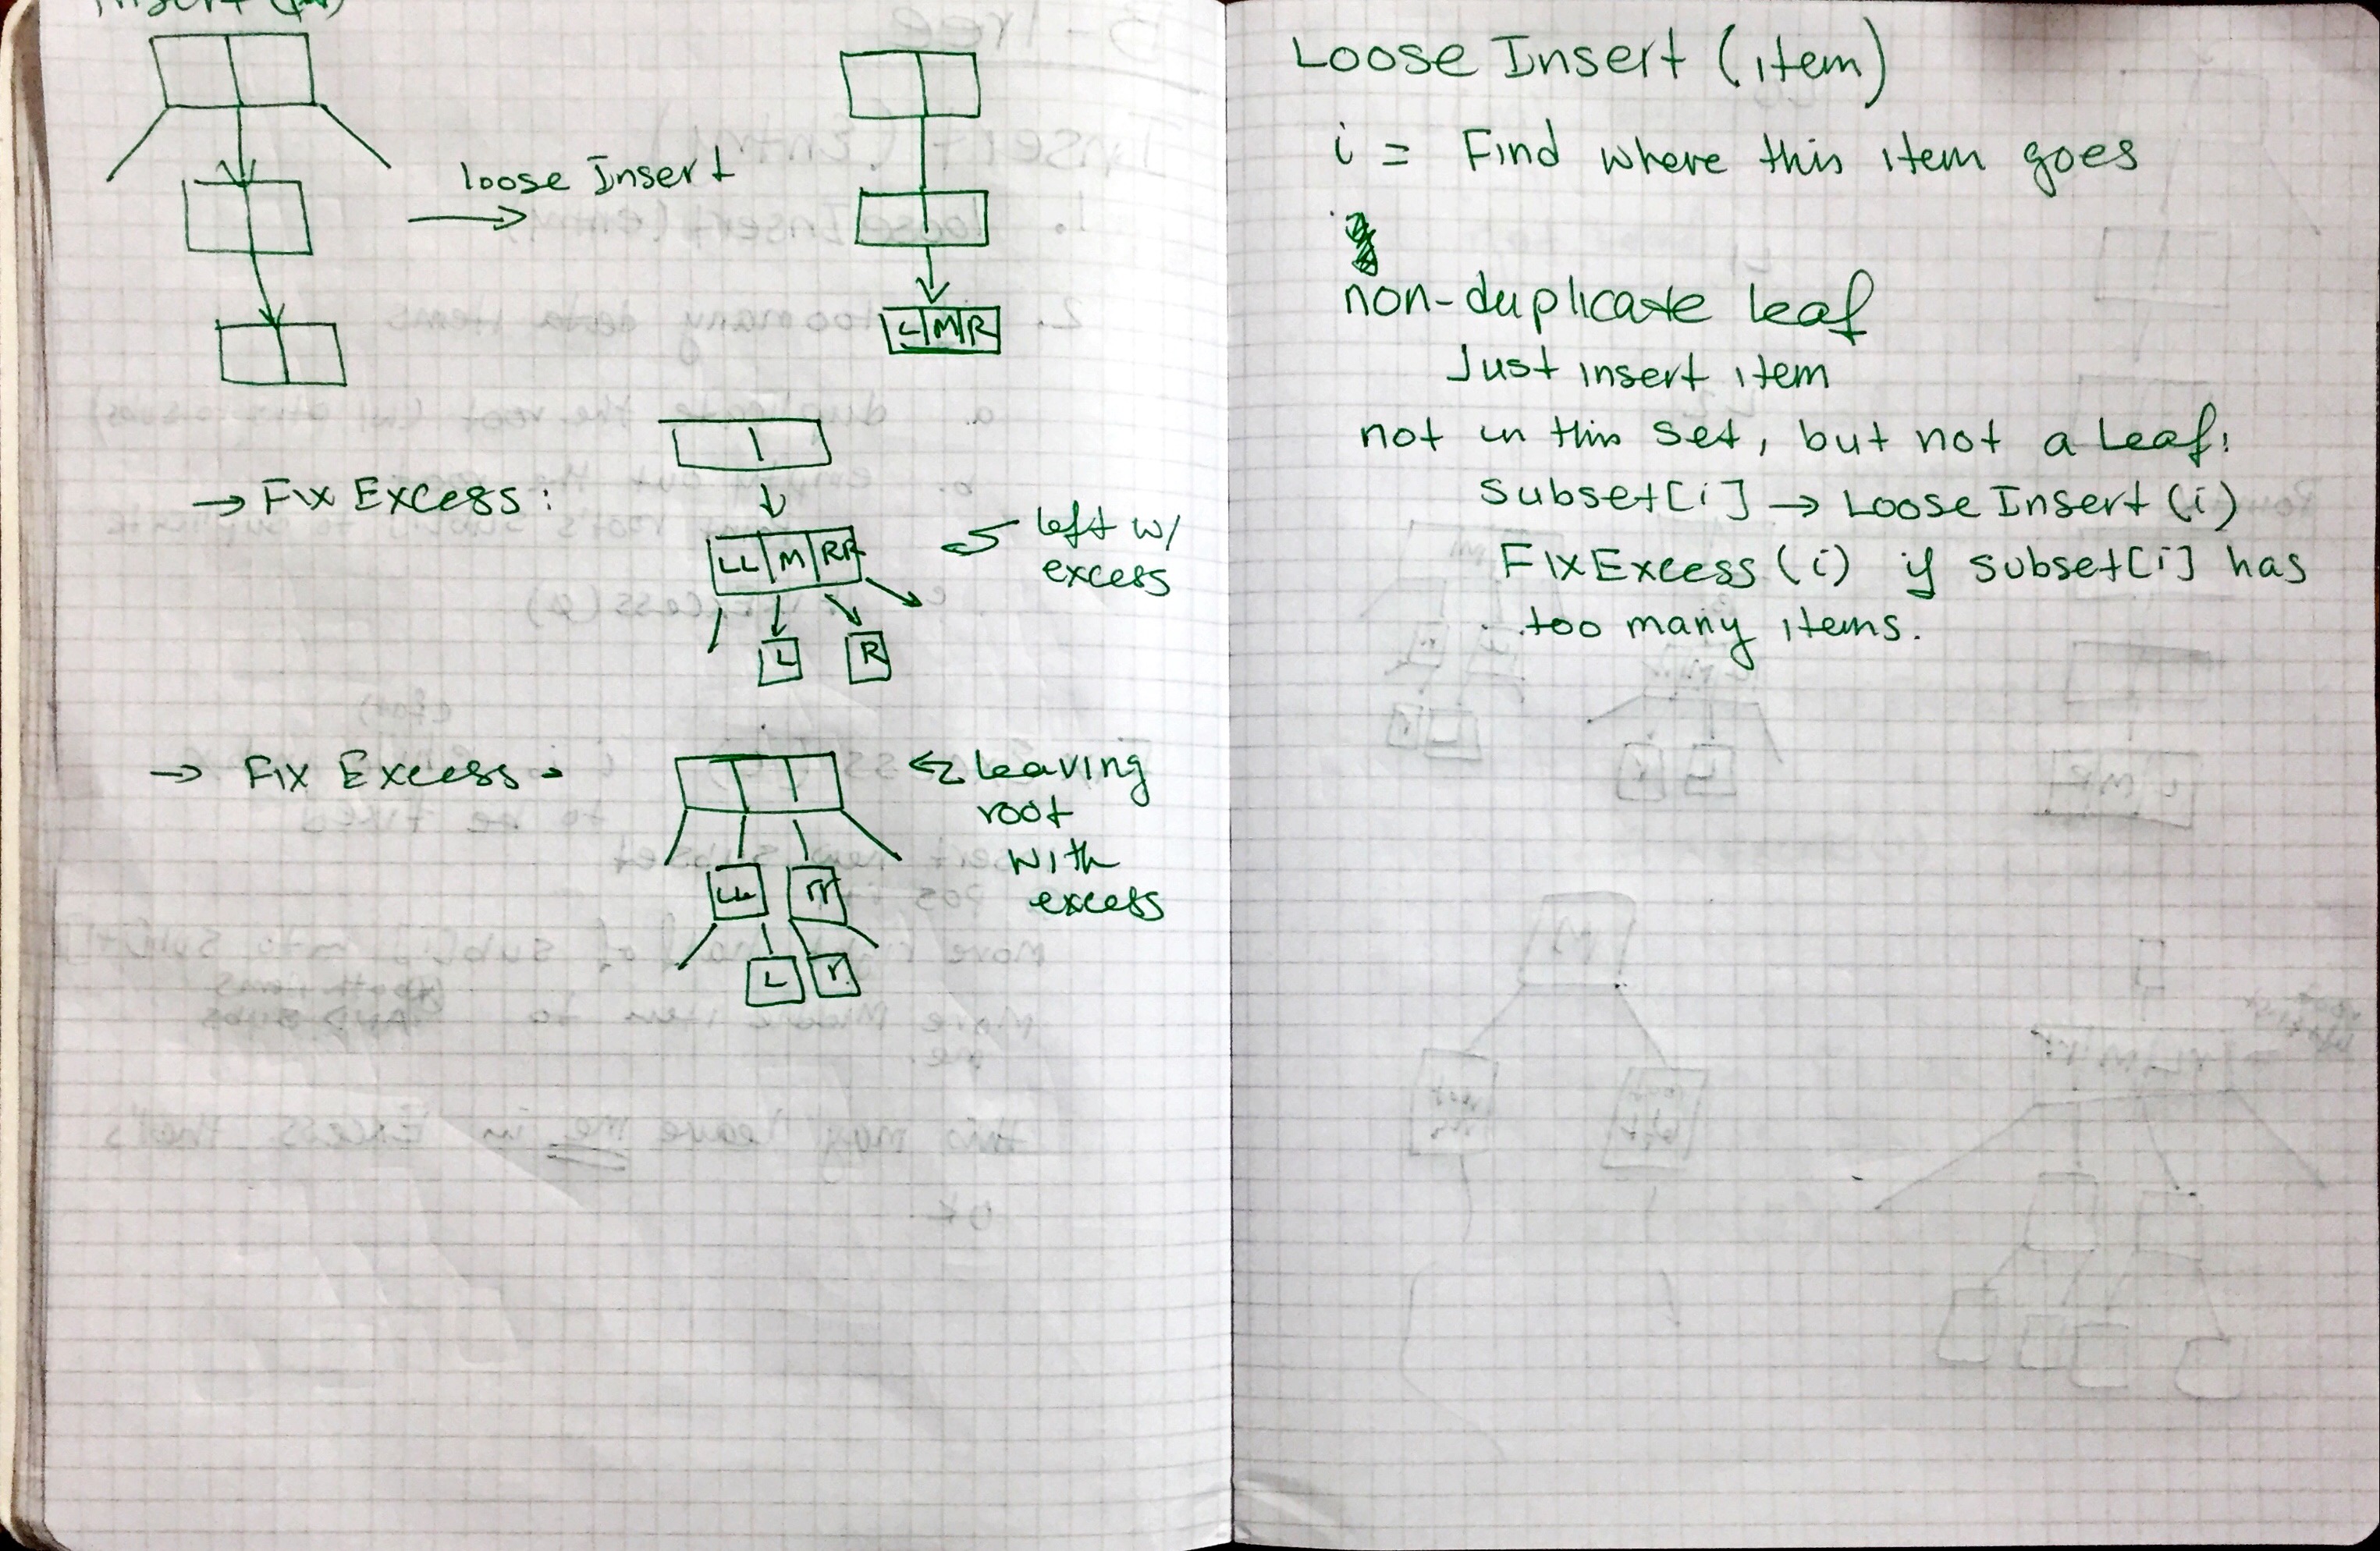 Insert
loose Insert
L M R
→ Fix Excess:
LL M RR
left w/
excess
L R
→ Fix Excess
← leaving
root
with
excess
LL rr
L r
Loose Insert (item)
i = Find where this item goes
non-duplicate leaf
Just insert item
not in this set, but not a leaf:
subset[i] → Loose Insert (i)
FixExcess (i) if subset[i] has
too many items.